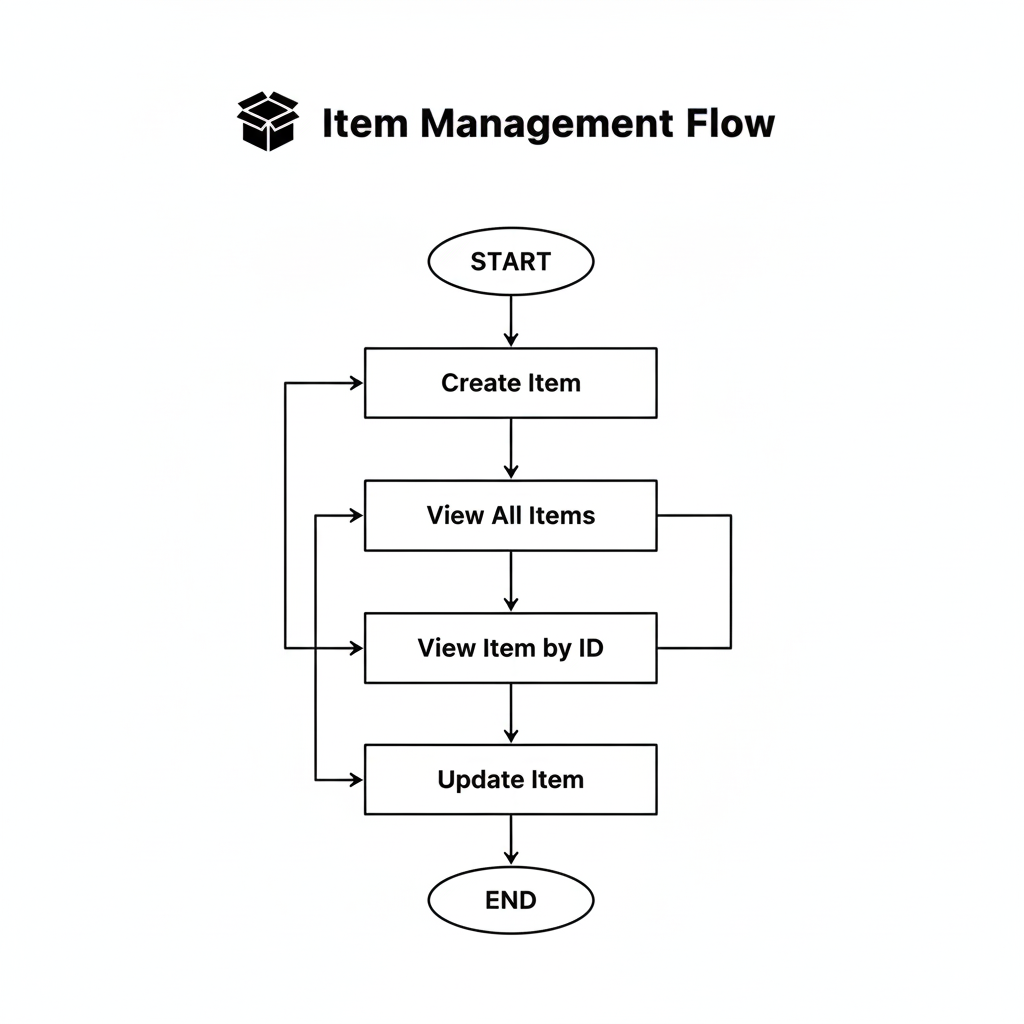 Item Management Flow
START
Create Item
View All Items
View Item by ID
Update Item
END